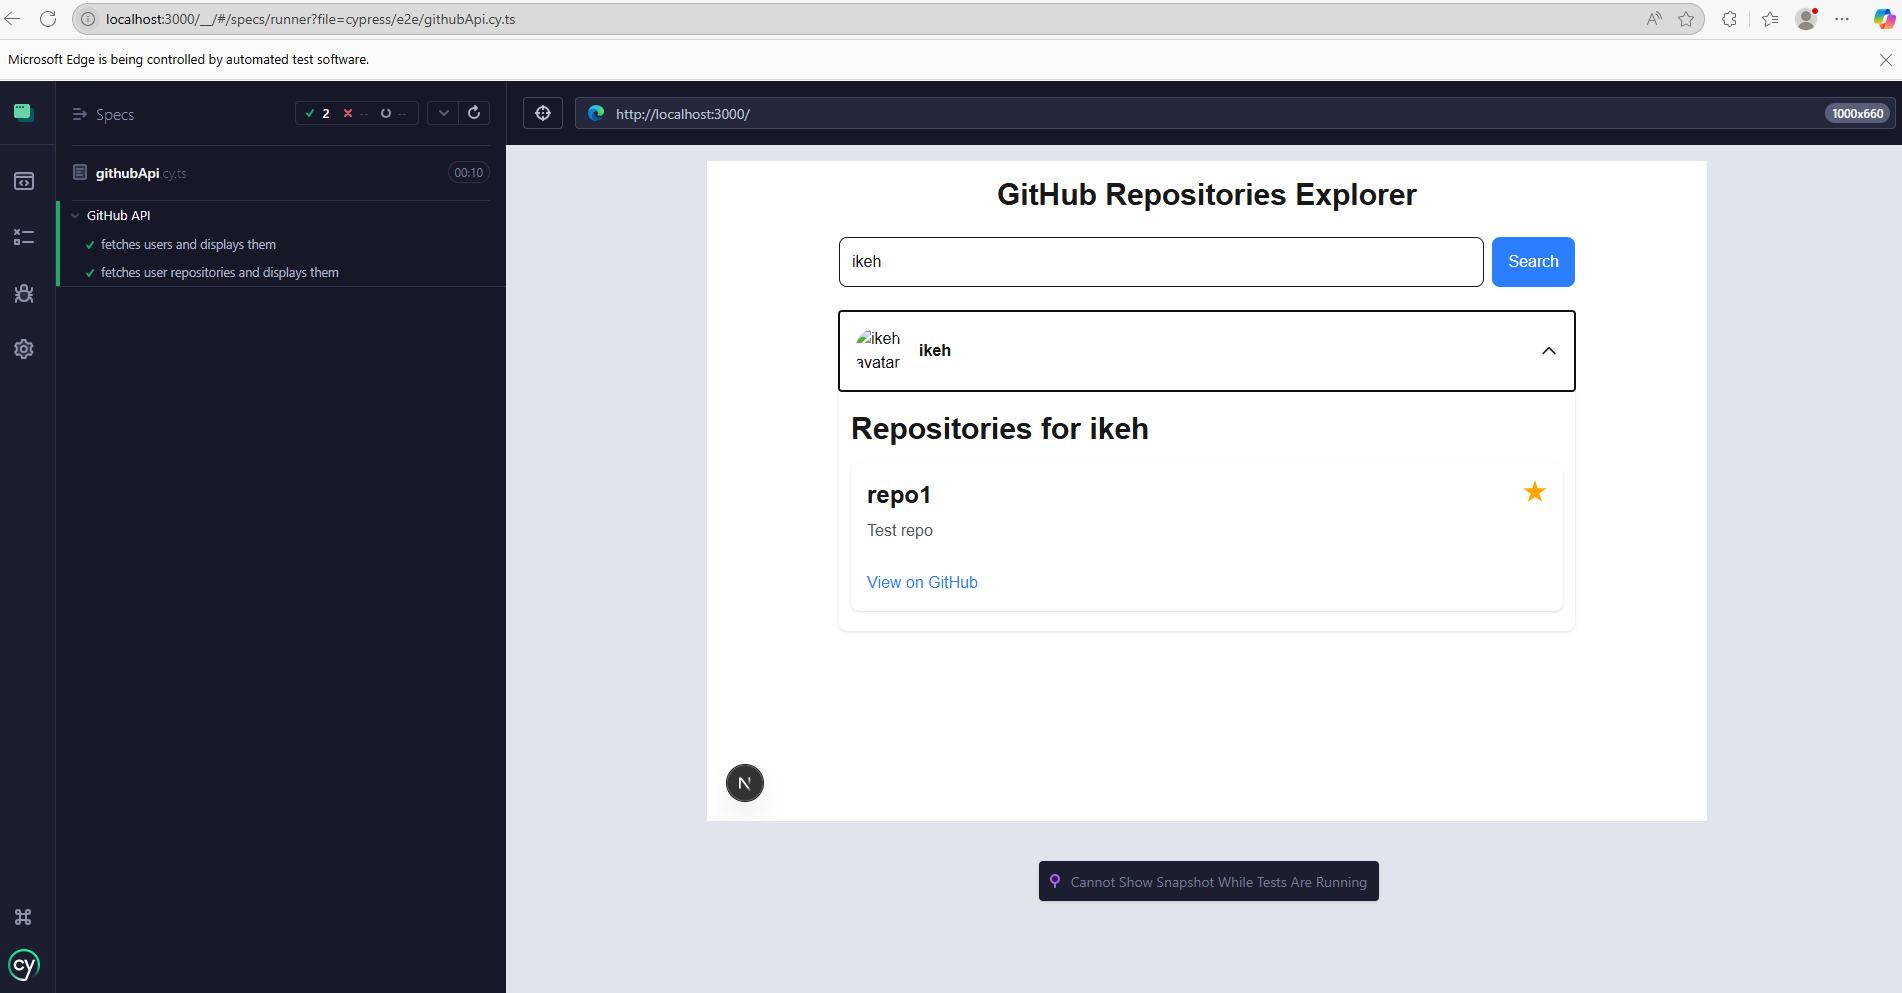 localhost:3000/__/#/specs/runner?file=cypress/e2e/githubApi.cy.ts
Microsoft Edge is being controlled by automated test software.
Specs
2 -- --
githubApi.cy.ts 00:10
GitHub API
fetches users and displays them
fetches user repositories and displays them
cy
http://localhost:3000/ 1000x660
GitHub Repositories Explorer
ikeh Search
ikeh
avatar
ikeh
Repositories for ikeh
repo1
Test repo
View on GitHub
N
Cannot Show Snapshot While Tests Are Running